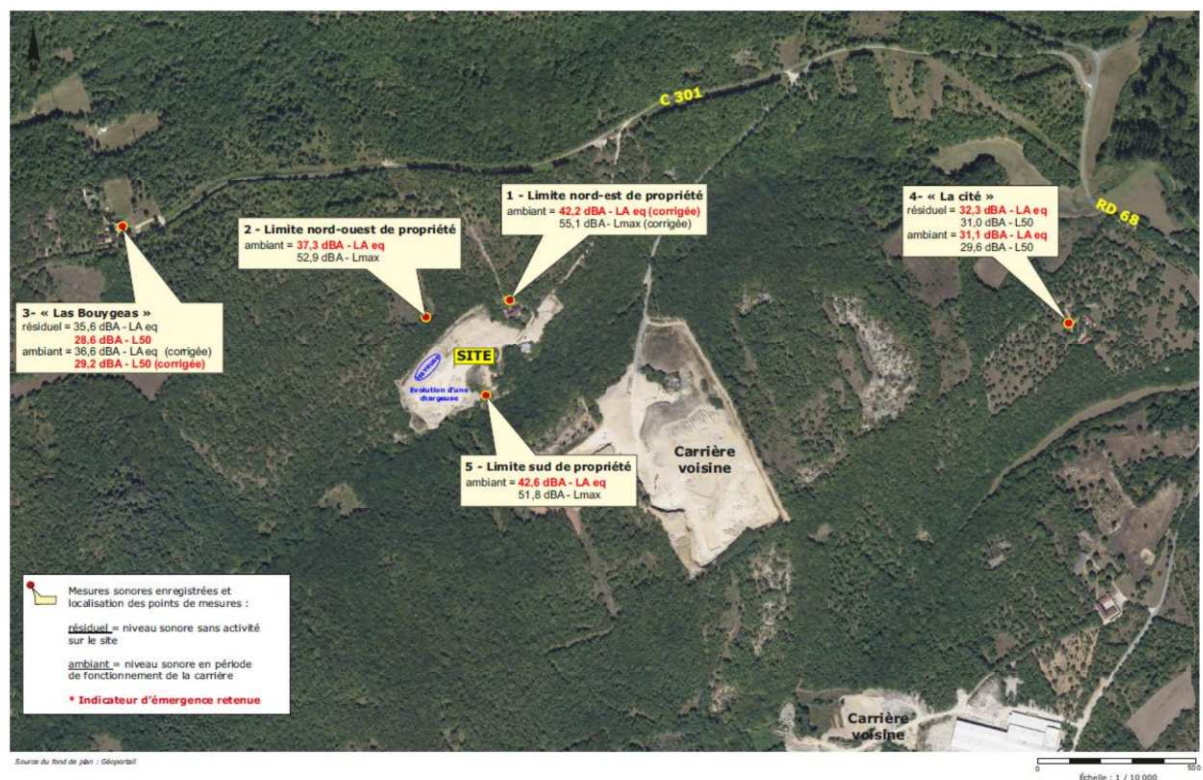 C 301
RD 68
1 - Limite nord-est de propriété
ambiant = 42,2 dBA - LA eq (corrigée)
55,1 dBA - Lmax (corrigée)
4- « La cité »
résiduel = 32,3 dBA - LA eq
31,0 dBA - L50
ambiant = 31,1 dBA - LA eq
29,6 dBA - L50
2 - Limite nord-ouest de propriété
ambiant = 37,3 dBA - LA eq
52,9 dBA - Lmax
3- « Las Bouygeas »
résiduel = 35,6 dBA - LA eq
28,6 dBA - L50
ambiant = 36,6 dBA - LA eq (corrigée)
29,2 dBA - L50 (corrigée)
SITE
Evolution d'une
chargeuse
Carrière
voisine
5 - Limite sud de propriété
ambiant = 42,6 dBA - LA eq
51,8 dBA - Lmax
Mesures sonores enregistrées et
localisation des points de mesures :
résiduel = niveau sonore sans activité
sur le site
ambiant = niveau sonore en période
de fonctionnement de la carrière
* Indicateur d'émergence retenue
Carrière
voisine
Source du fond de plan : Géoportail
0
Échelle : 1 / 10 000